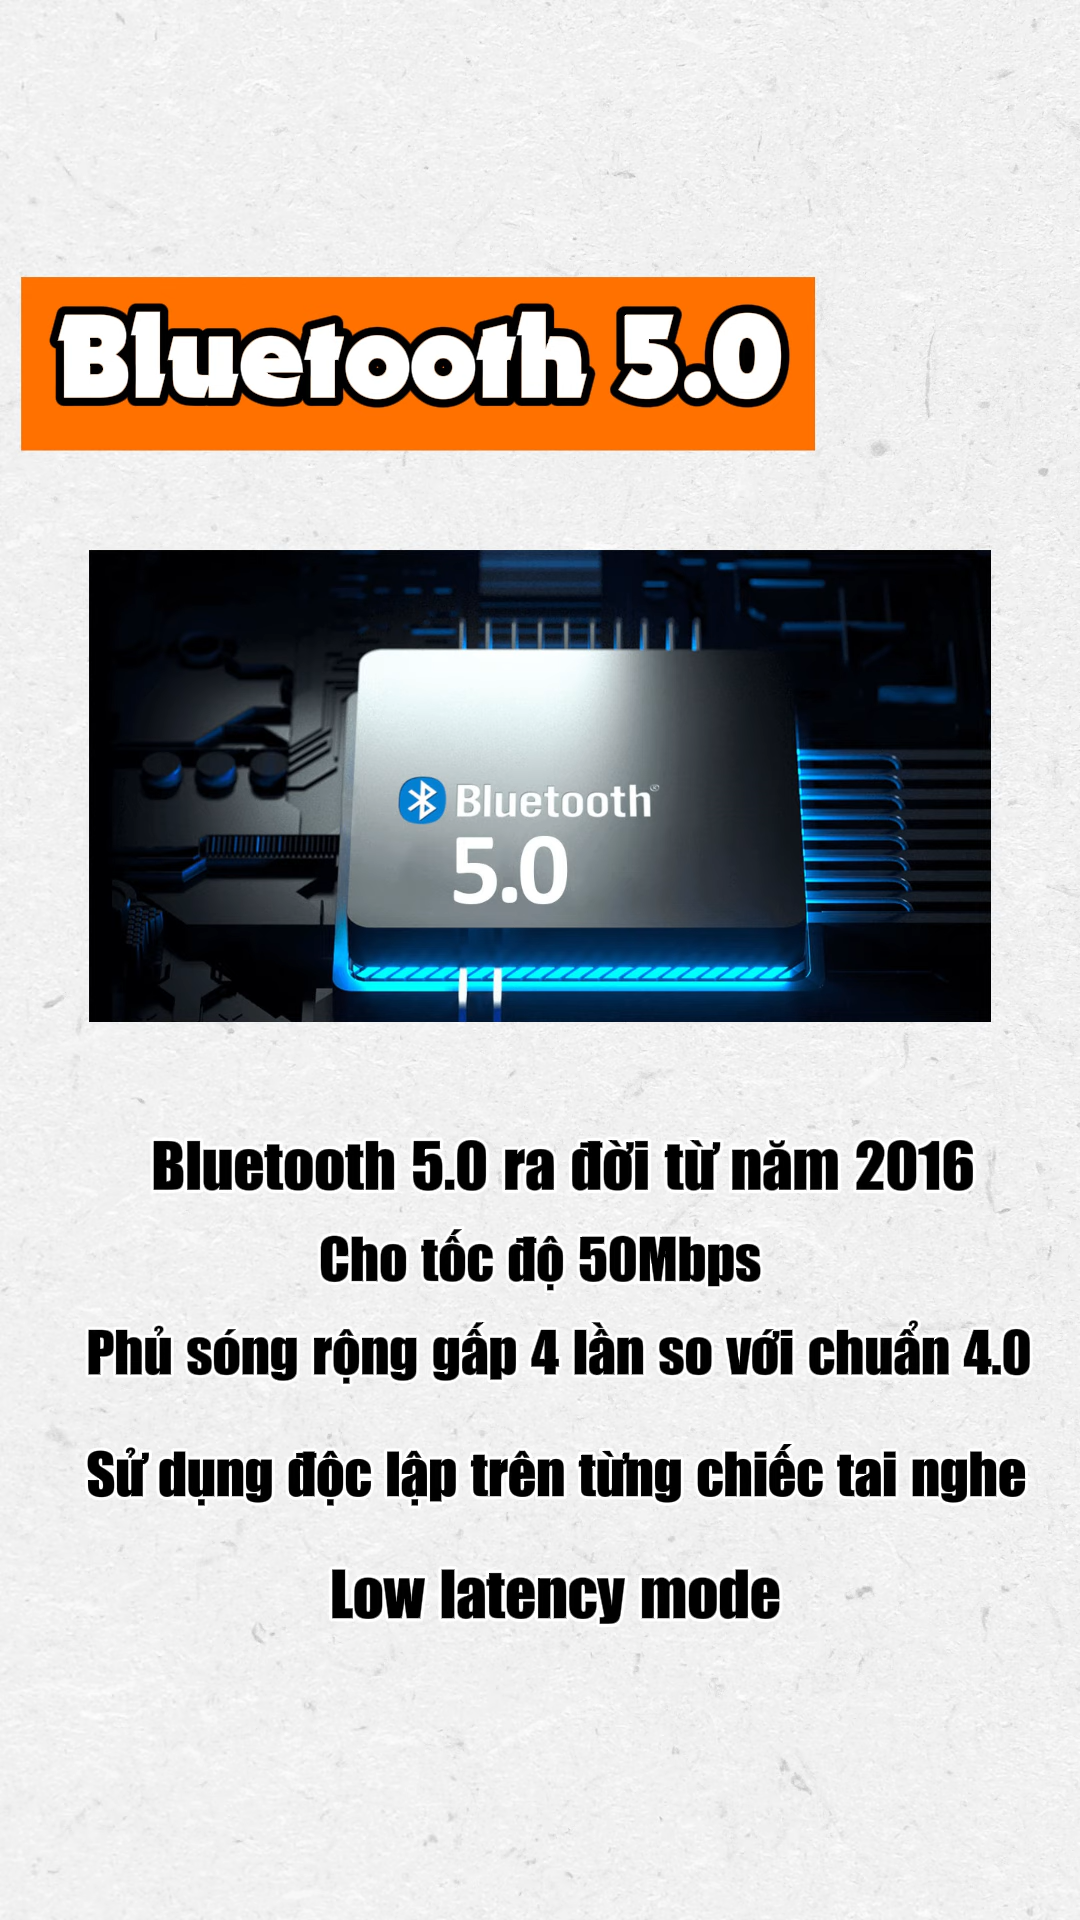 Bluetooth 5.0
Bluetooth®
5.0
Bluetooth 5.0 ra đời từ năm 2016
Cho tốc độ 50Mbps
Phủ sóng rộng gấp 4 lần so với chuẩn 4.0
Sử dụng độc lập trên từng chiếc tai nghe
Low latency mode